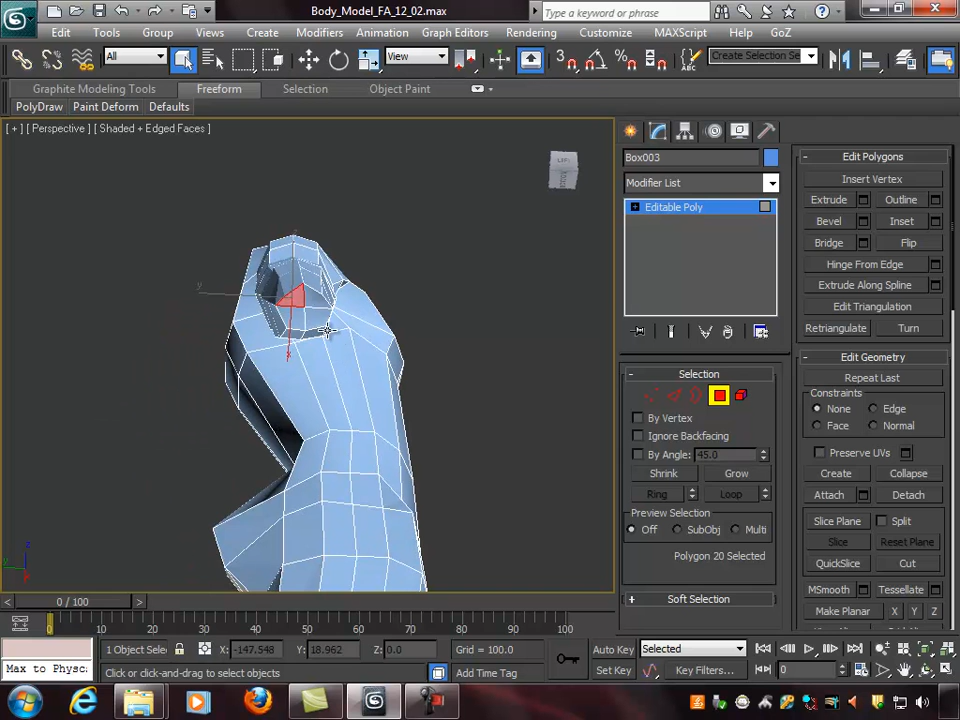 Body_Model_FA_12_02.max
Type a keyword or phrase
Edit Tools Group Views Create Modifiers Animation Graph Editors Rendering Customize MAXScript Help GoZ
All View Create Selection Se
Graphite Modeling Tools Freeform Selection Object Paint
PolyDraw Paint Deform Defaults
[ + ] [ Perspective ] [ Shaded + Edged Faces ]
Box003
Modifier List
Editable Poly
Selection
By Vertex
Ignore Backfacing
By Angle: 45.0
Shrink Grow
Ring Loop
Preview Selection
Off SubObj Multi
Polygon 20 Selected
Soft Selection
Edit Polygons
Insert Vertex
Extrude Outline
Bevel Inset
Bridge Flip
Hinge From Edge
Extrude Along Spline
Edit Triangulation
Retriangulate Turn
Edit Geometry
Repeat Last
Constraints
None Edge
Face Normal
Preserve UVs
Create Collapse
Attach Detach
Slice Plane Split
Slice Reset Plane
QuickSlice Cut
MSmooth Tessellate
Make Planar X Y Z
y
x
z
y
x
0 / 100
0 10 20 30 40 50 60 70 80 90 100
1 Object Selec X: -147.548 Y: 18.962 Z: 0.0 Grid = 100.0 Auto Key Selected
Max to Physc Click or click-and-drag to select objects Add Time Tag Set Key Key Filters... 0